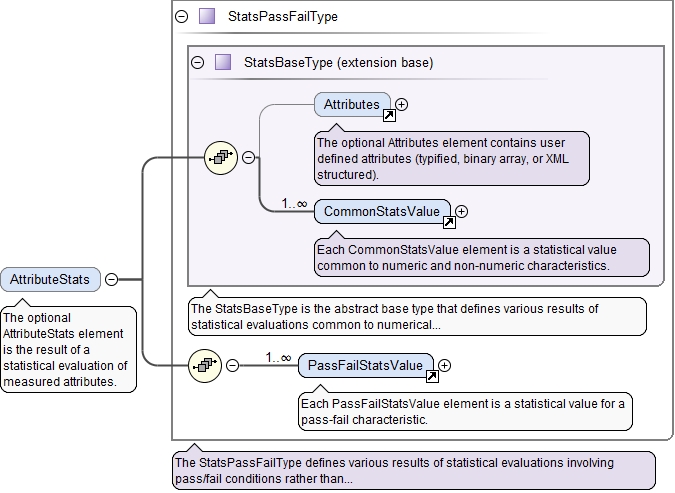 StatsPassFailType
StatsBaseType (extension base)
Attributes
The optional Attributes element contains user
defined attributes (typified, binary array, or XML
structured).
1..∞
CommonStatsValue
Each CommonStatsValue element is a statistical value
common to numeric and non-numeric characteristics.
AttributeStats
The optional
AttributeStats element
is the result of a
statistical evaluation of
measured attributes.
The StatsBaseType is the abstract base type that defines various results of
statistical evaluations common to numerical...
1..∞
PassFailStatsValue
Each PassFailStatsValue element is a statistical value for a
pass-fail characteristic.
The StatsPassFailType defines various results of statistical evaluations involving
pass/fail conditions rather than...